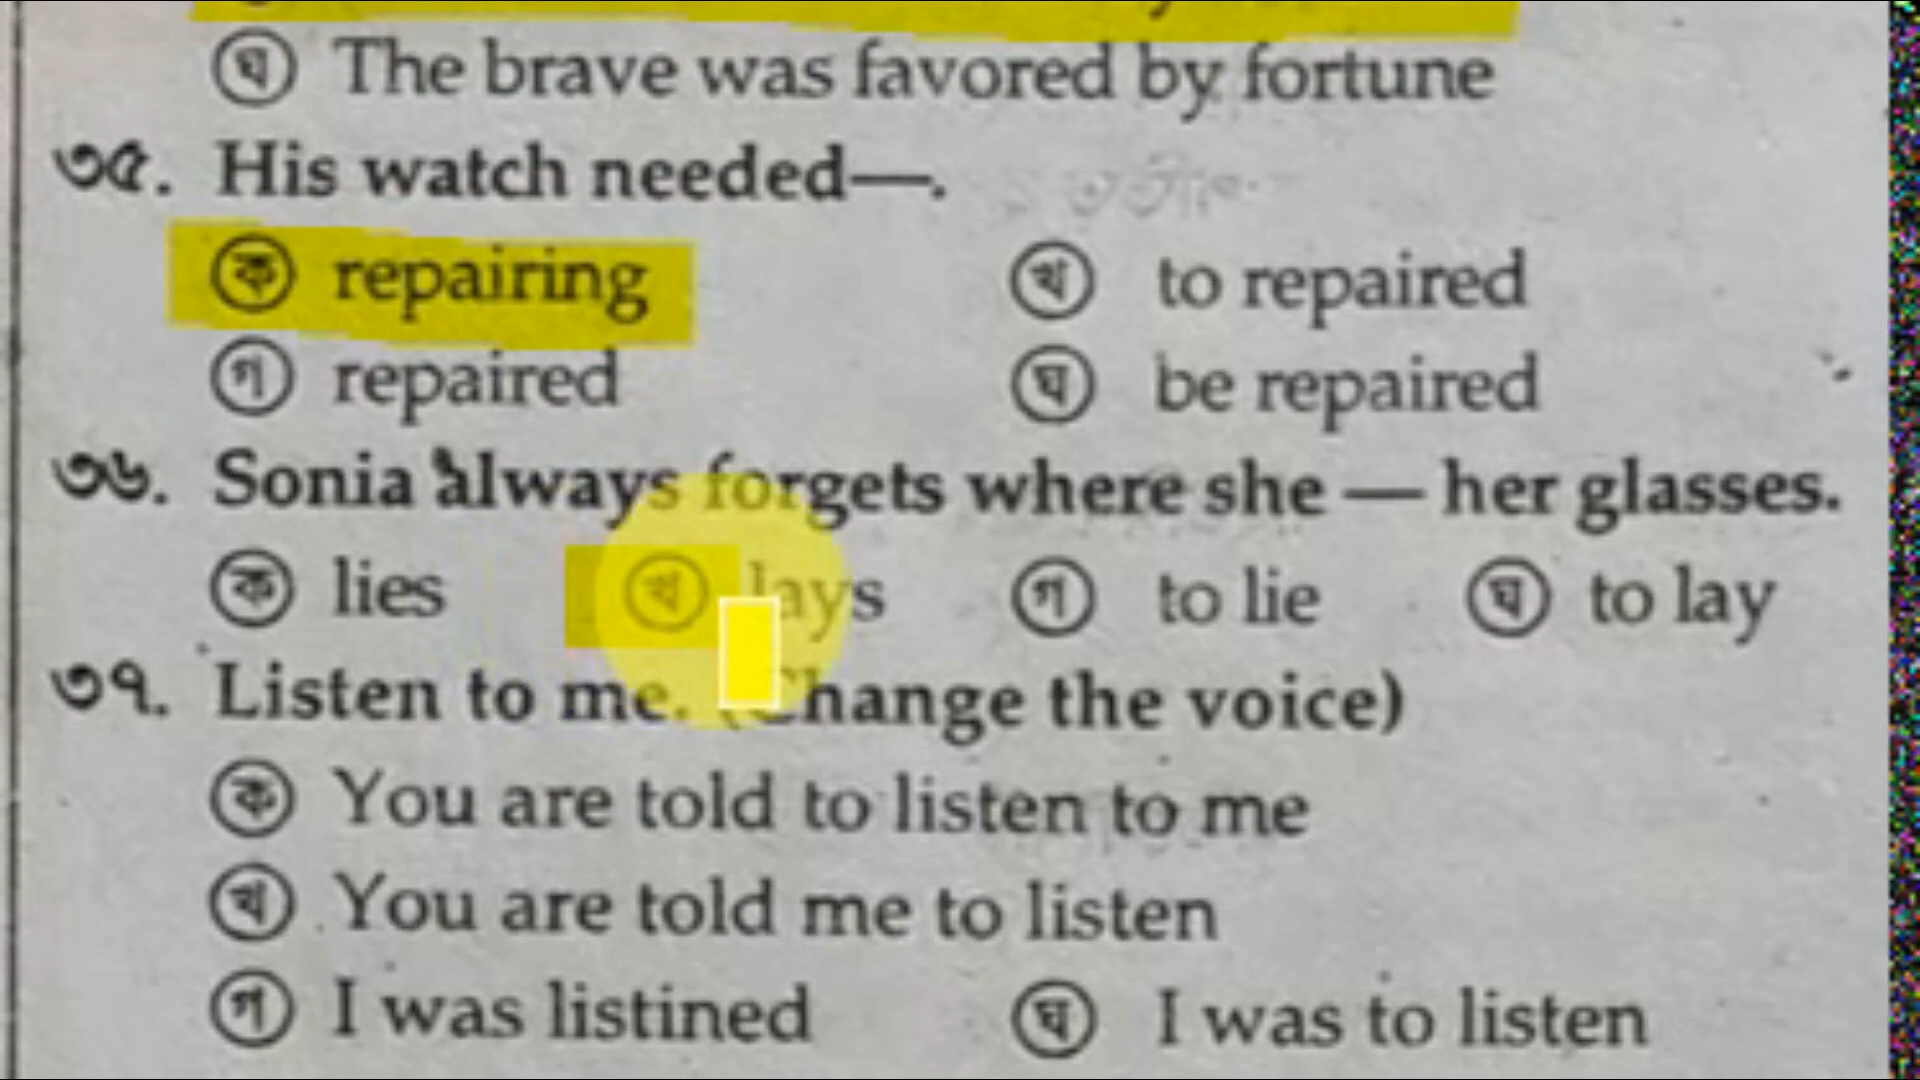 ঘ The brave was favored by fortune
৩৫. His watch needed—.
ক repairing খ to repaired
গ repaired ঘ be repaired
৩৬. Sonia always forgets where she — her glasses.
ক lies খ lays গ to lie ঘ to lay
৩৭. Listen to me. (Change the voice)
ক You are told to listen to me
খ You are told me to listen
গ I was listined ঘ I was to listen